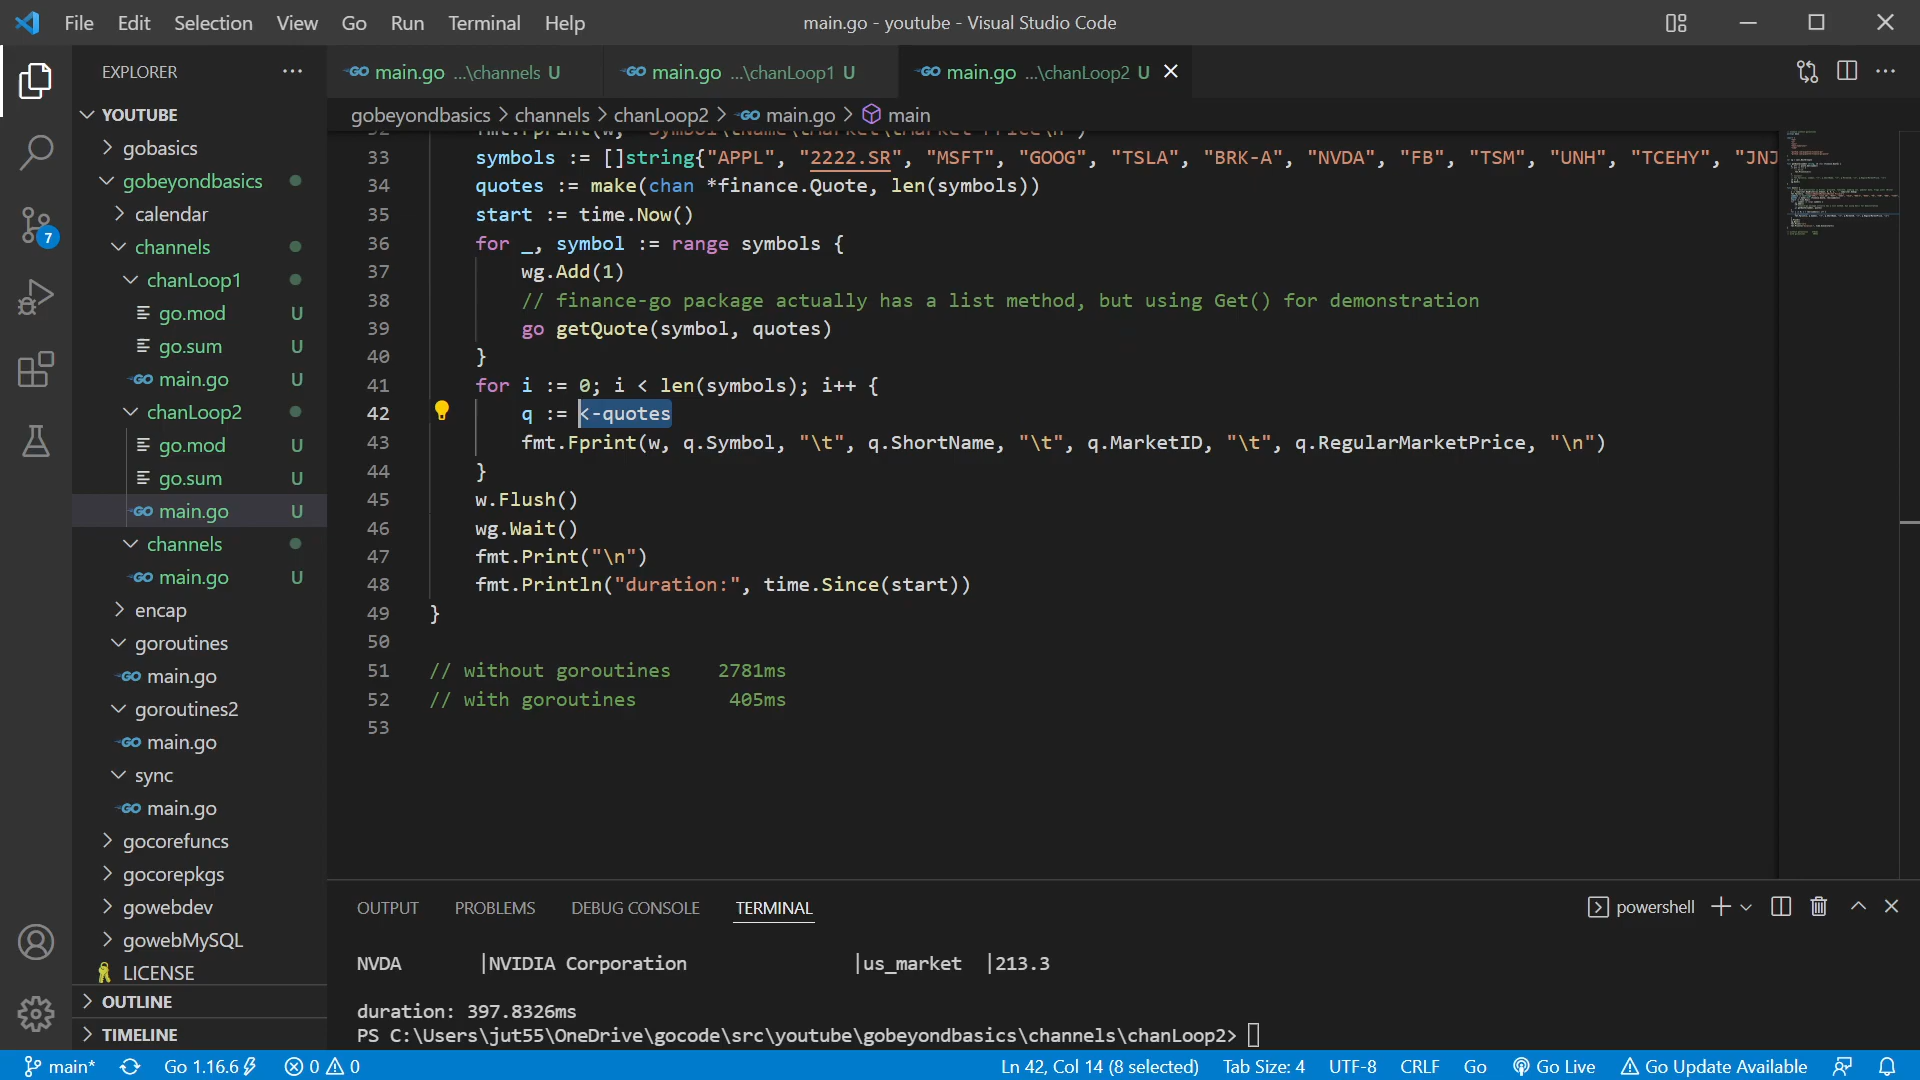 File Edit Selection View Go Run Terminal Help
main.go - youtube - Visual Studio Code
EXPLORER
YOUTUBE
gobasics
gobeyondbasics
calendar
channels
chanLoop1
go.mod U
go.sum U
main.go U
chanLoop2
go.mod U
go.sum U
main.go U
channels
main.go U
encap
goroutines
main.go
goroutines2
main.go
sync
main.go
gocorefuncs
gocorepkgs
gowebdev
gowebMySQL
LICENSE
OUTLINE
TIMELINE
7
main.go ...\channels U
main.go ...\chanLoop1 U
main.go ...\chanLoop2 U
gobeyondbasics > channels > chanLoop2 > main.go > main
33 symbols := []string{"APPL", "2222.SR", "MSFT", "GOOG", "TSLA", "BRK-A", "NVDA", "FB", "TSM", "UNH", "TCEHY", "JNJ
34 quotes := make(chan *finance.Quote, len(symbols))
35 start := time.Now()
36 for _, symbol := range symbols {
37 wg.Add(1)
38 // finance-go package actually has a list method, but using Get() for demonstration
39 go getQuote(symbol, quotes)
40 }
41 for i := 0; i < len(symbols); i++ {
42 q := <-quotes
43 fmt.Fprint(w, q.Symbol, "\t", q.ShortName, "\t", q.MarketID, "\t", q.RegularMarketPrice, "\n")
44 }
45 w.Flush()
46 wg.Wait()
47 fmt.Print("\n")
48 fmt.Println("duration:", time.Since(start))
49 }
50
51 // without goroutines 2781ms
52 // with goroutines 405ms
53
OUTPUT PROBLEMS DEBUG CONSOLE TERMINAL
powershell
NVDA |NVIDIA Corporation |us_market |213.3
duration: 397.8326ms
PS C:\Users\jut55\OneDrive\gocode\src\youtube\gobeyondbasics\channels\chanLoop2>
main* Go 1.16.6 0 0 Ln 42, Col 14 (8 selected) Tab Size: 4 UTF-8 CRLF Go Go Live Go Update Available